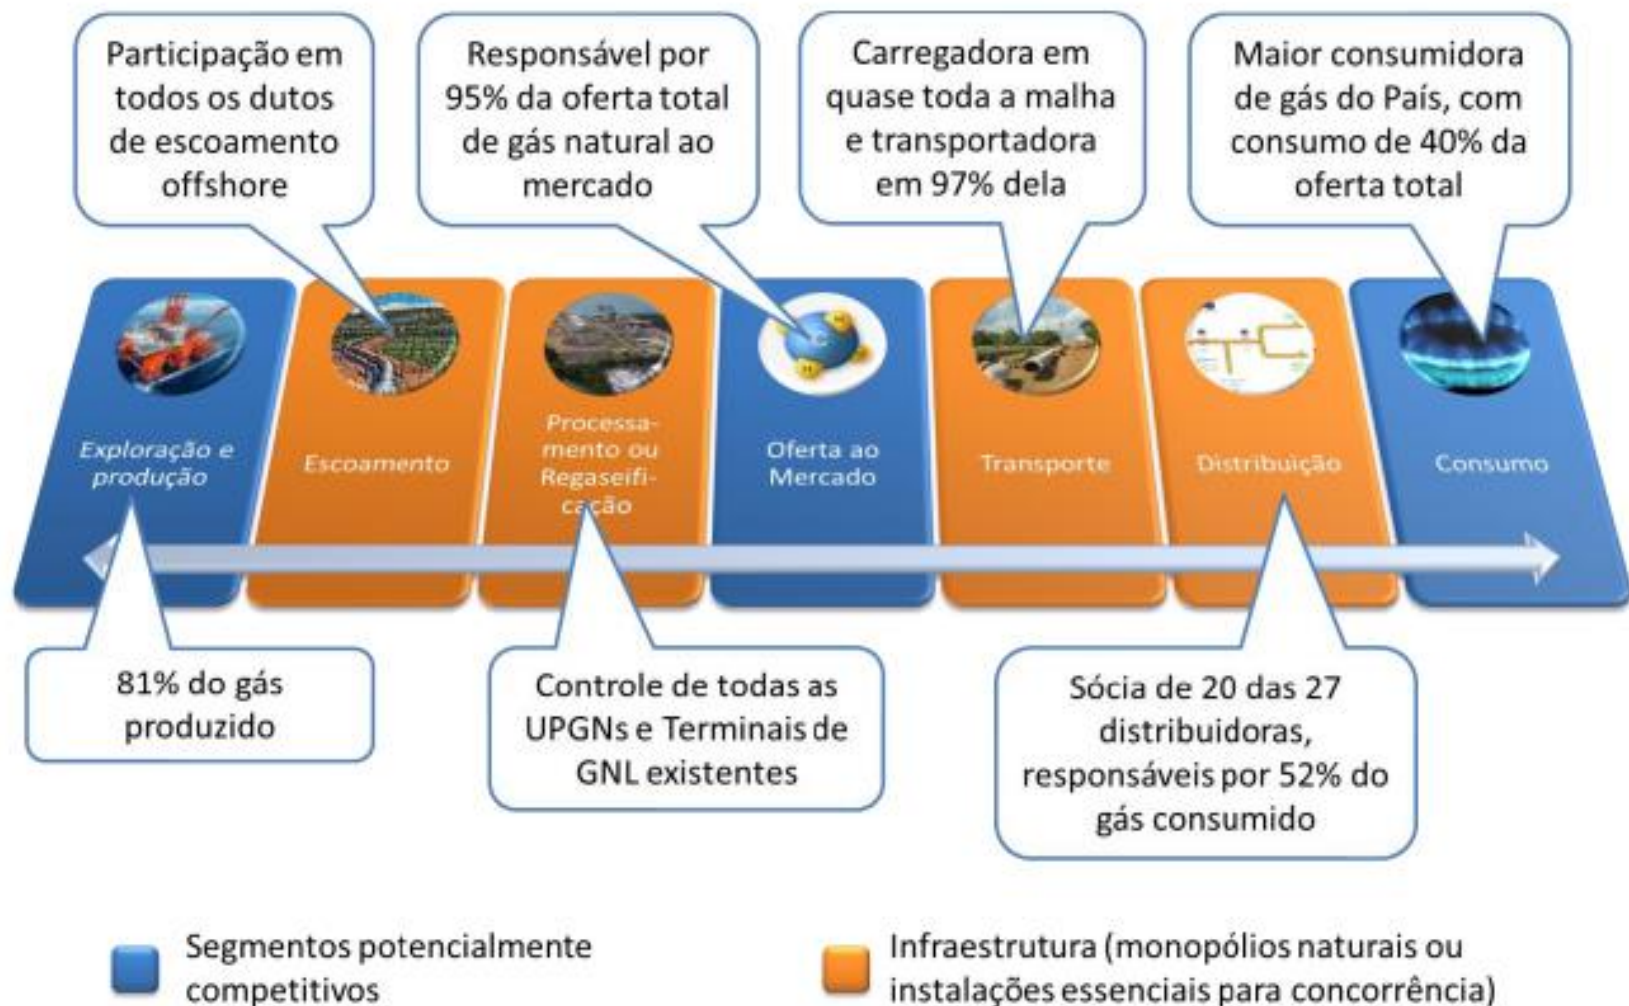 Participação em
todos os dutos
de escoamento
offshore
Responsável por
95% da oferta total
de gás natural ao
mercado
Carregadora em
quase toda a malha
e transportadora
em 97% dela
Maior consumidora
de gás do País, com
consumo de 40% da
oferta total
Exploração e
produção
Escoamento
Processa-
mento ou
Regaseifi-
cação
Oferta ao
Mercado
Transporte
Distribuição
Consumo
81% do gás
produzido
Controle de todas as
UPGNs e Terminais de
GNL existentes
Sócia de 20 das 27
distribuidoras,
responsáveis por 52% do
gás consumido
Segmentos potencialmente
competitivos
Infraestrutura (monopólios naturais ou
instalações essenciais para concorrência)